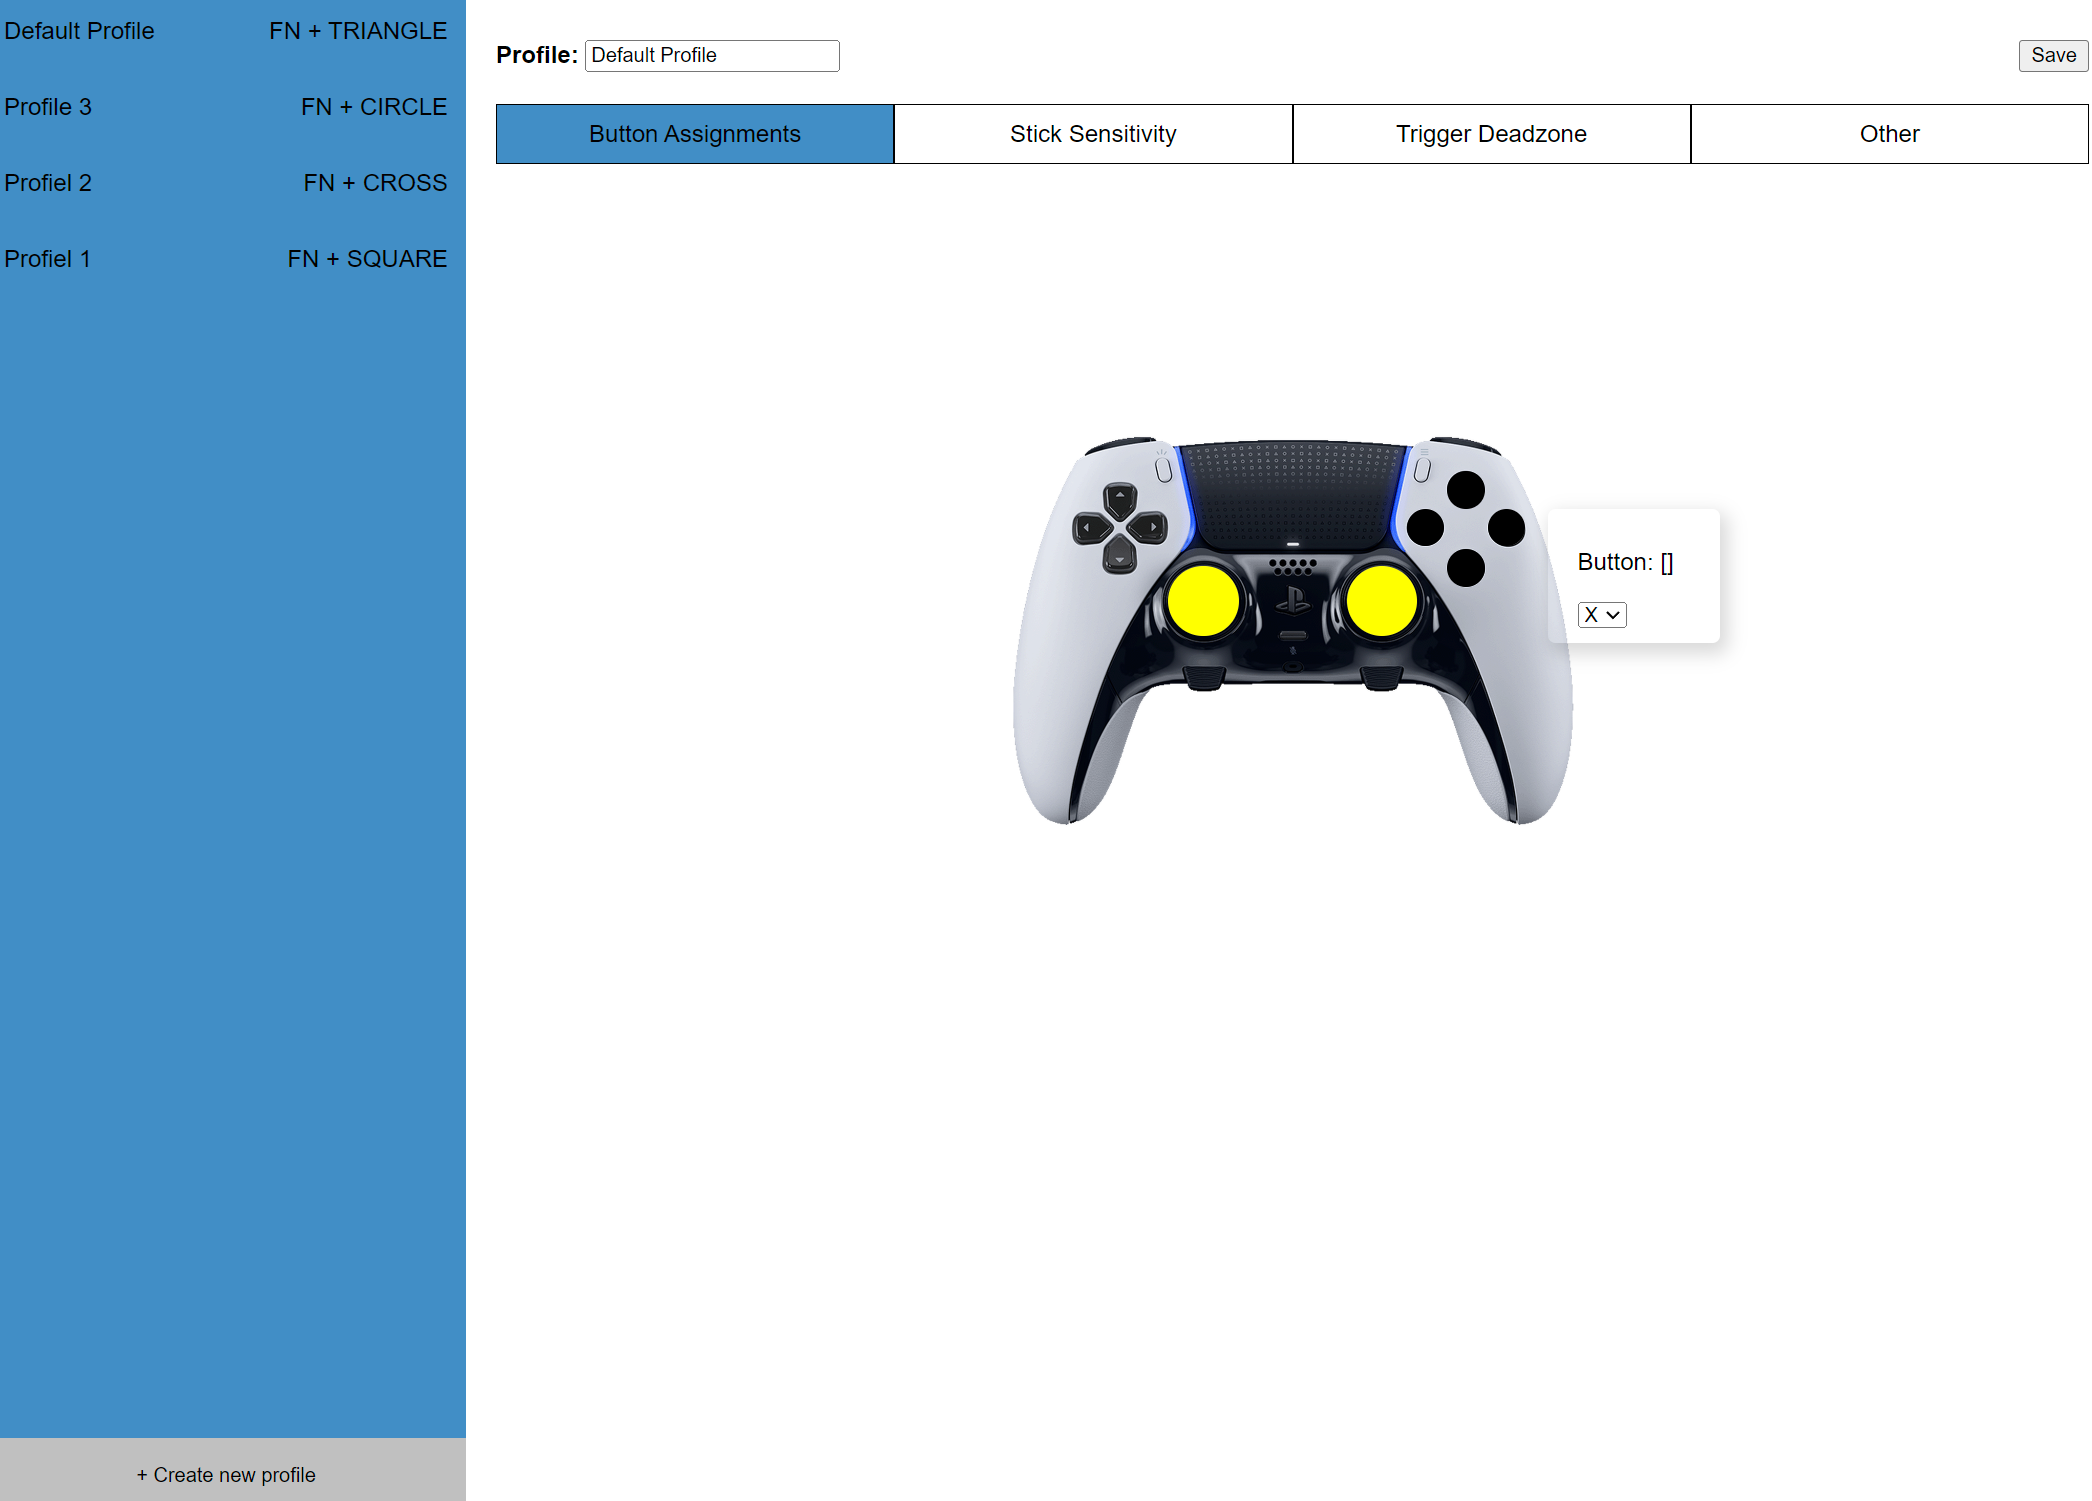 Default Profile FN + TRIANGLE
Profile 3 FN + CIRCLE
Profiel 2 FN + CROSS
Profiel 1 FN + SQUARE
+ Create new profile
Profile: Default Profile
Save
Button Assignments Stick Sensitivity Trigger Deadzone Other
Button: []
X